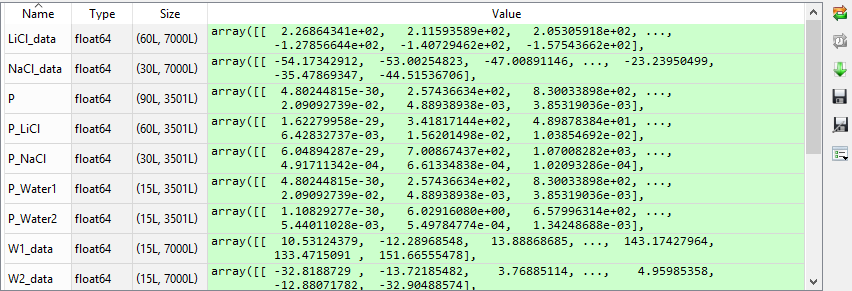 Name Type Size Value
LiCl_data float64 (60L, 7000L) array([[ 2.26864341e+02, 2.11593589e+02, 2.05305918e+02, ...,
-1.27856644e+02, -1.40729462e+02, -1.57543662e+02],
NaCl_data float64 (30L, 7000L) array([[ -54.17342912, -53.00254823, -47.00891146, ..., -23.23950499,
-35.47869347, -44.51536706],
P float64 (90L, 3501L) array([[ 4.80244815e-30, 2.57436634e+02, 8.30033898e+02, ...,
2.09092739e-02, 4.88938938e-03, 3.85319036e-03],
P_LiCl float64 (60L, 3501L) array([[ 1.62279958e-29, 3.41817144e+02, 4.89878384e+01, ...,
6.42832737e-03, 1.56201498e-02, 1.03854692e-02],
P_NaCl float64 (30L, 3501L) array([[ 6.04894287e-29, 7.00867437e+02, 1.07008282e+03, ...,
4.91711342e-04, 6.61334838e-04, 1.02093286e-04],
P_Water1 float64 (15L, 3501L) array([[ 4.80244815e-30, 2.57436634e+02, 8.30033898e+02, ...,
2.09092739e-02, 4.88938938e-03, 3.85319036e-03],
P_Water2 float64 (15L, 3501L) array([[ 1.10829277e-30, 6.02916080e+00, 6.57996314e+02, ...,
5.44011028e-03, 5.49784774e-04, 1.34248688e-03],
W1_data float64 (15L, 7000L) array([[ 10.53124379, -12.28968548, 13.88868685, ..., 143.17427964,
133.4715091 , 151.66555478],
W2_data float64 (15L, 7000L) array([[ -32.8188729 , -13.72185482, 3.76885114, ..., 4.95985358,
-12.88071782, -32.90488574],